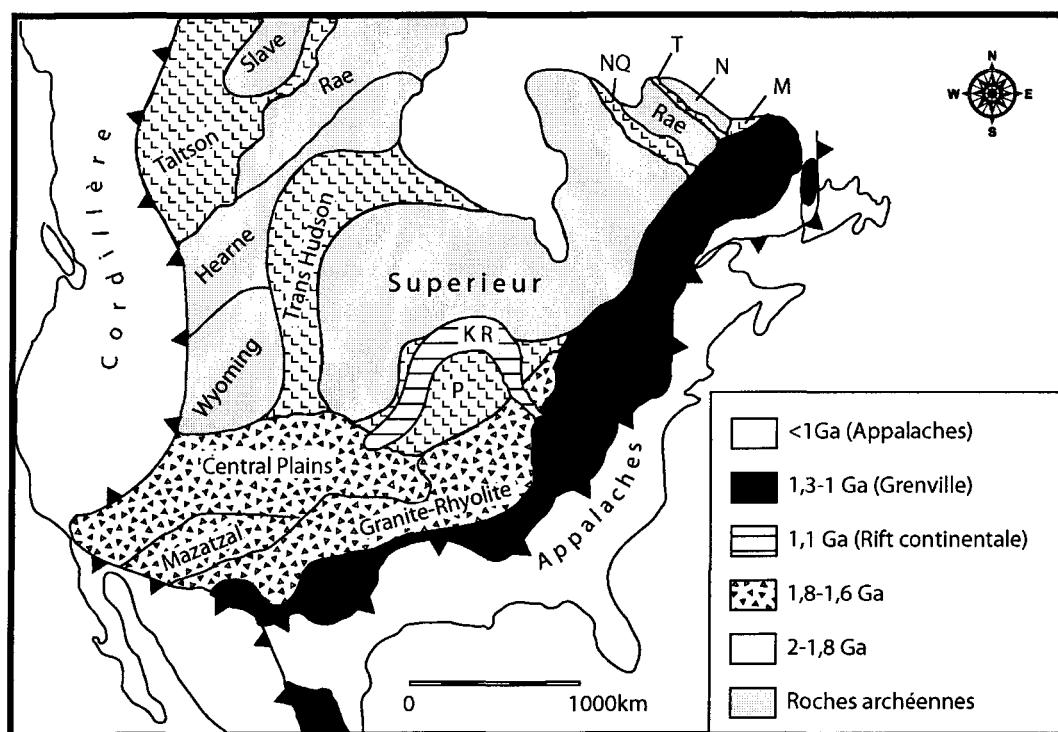 Slave
Rae
Taltson
Cordillère
Hearne
Trans Hudson
Wyoming
Superieur
KR
P
NQ
T
N
M
Rae
N
W
E
S
Central Plains
Mazatzal
Granite-Rhyolite
Appalaches
0
1000km
<1Ga (Appalaches)
1,3-1 Ga (Grenville)
1,1 Ga (Rift continentale)
1,8-1,6 Ga
2-1,8 Ga
Roches archéennes